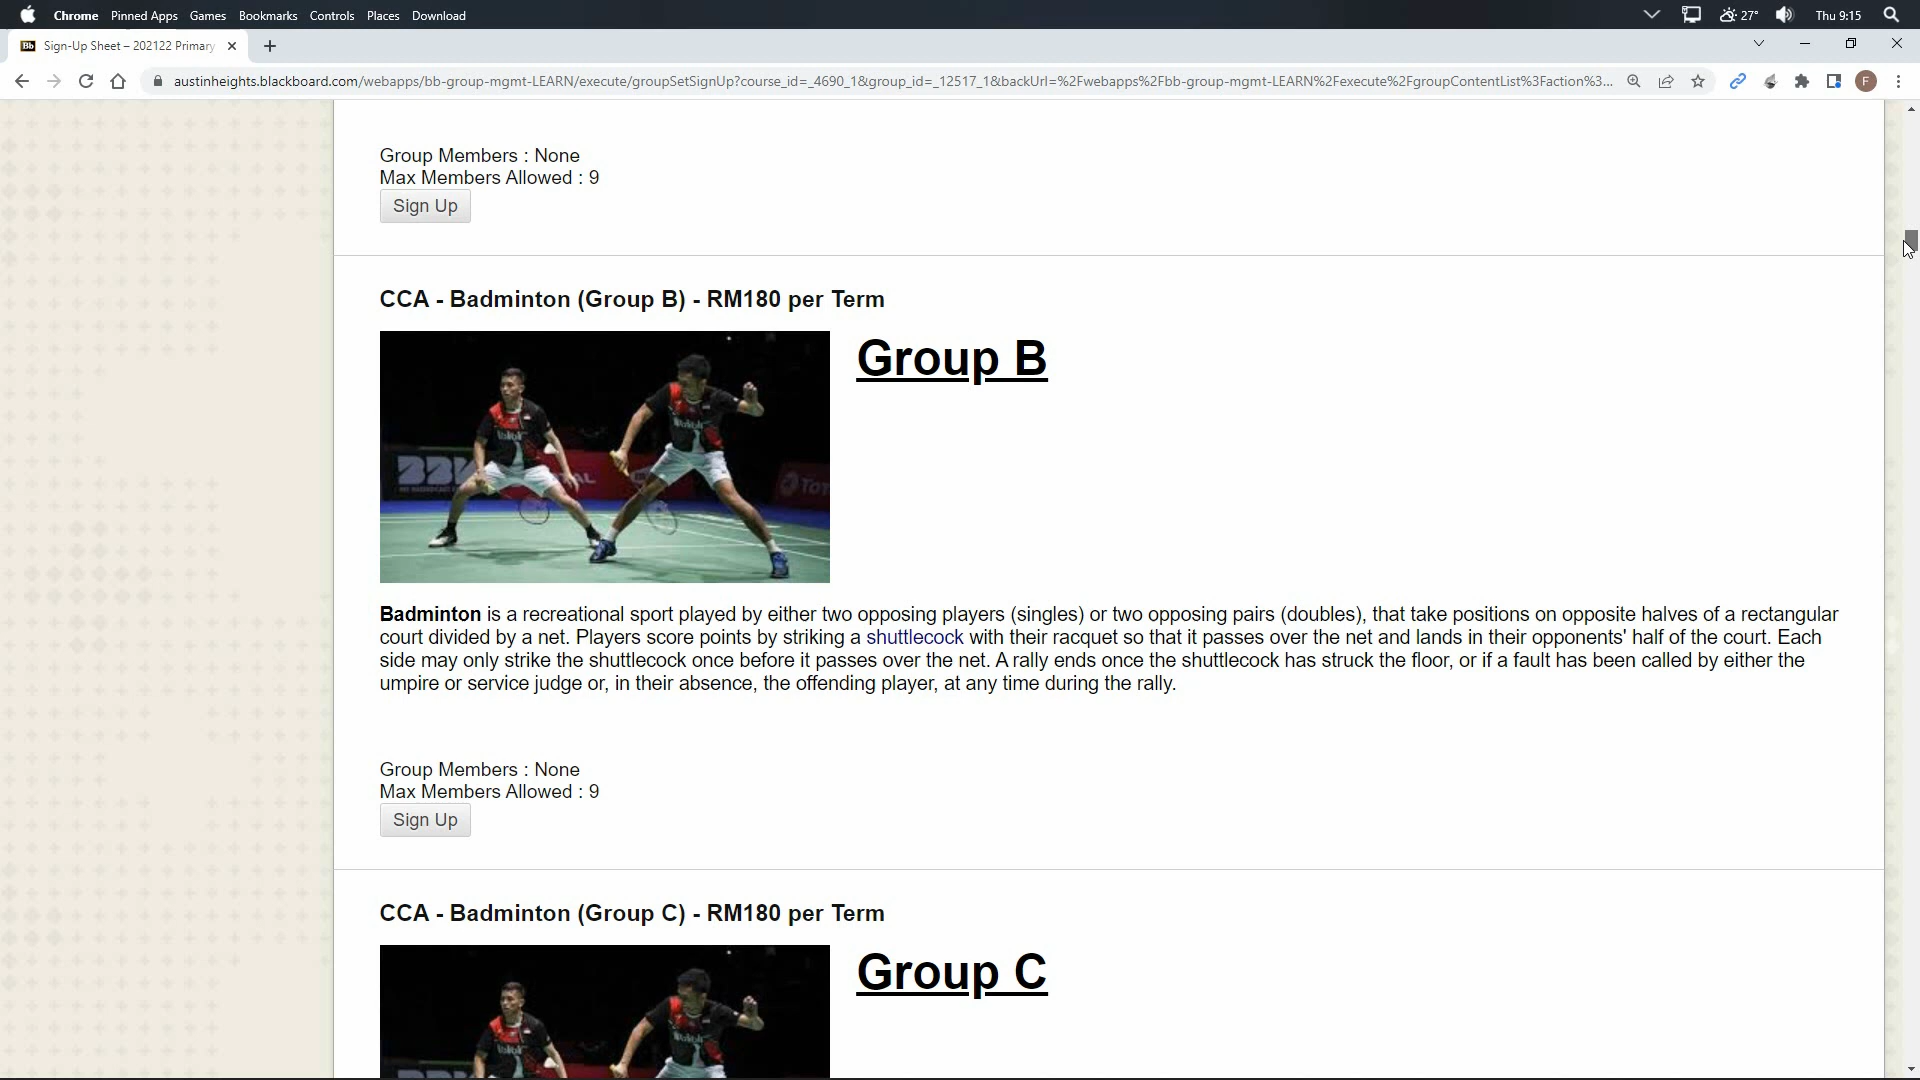 Chrome Pinned Apps Games Bookmarks Controls Places Download
27° Thu 9:15
Bb Sign-Up Sheet – 202122 Primary
austinheights.blackboard.com/webapps/bb-group-mgmt-LEARN/execute/groupSetSignUp?course_id=_4690_1&group_id=_12517_1&backUrl=%2Fwebapps%2Fbb-group-mgmt-LEARN%2Fexecute%2FgroupContentList%3Faction%3... F
Group Members : None
Max Members Allowed : 9
Sign Up
CCA - Badminton (Group B) - RM180 per Term
Group B
Badminton is a recreational sport played by either two opposing players (singles) or two opposing pairs (doubles), that take positions on opposite halves of a rectangular
court divided by a net. Players score points by striking a shuttlecock with their racquet so that it passes over the net and lands in their opponents' half of the court. Each
side may only strike the shuttlecock once before it passes over the net. A rally ends once the shuttlecock has struck the floor, or if a fault has been called by either the
umpire or service judge or, in their absence, the offending player, at any time during the rally.
Group Members : None
Max Members Allowed : 9
Sign Up
CCA - Badminton (Group C) - RM180 per Term
Group C